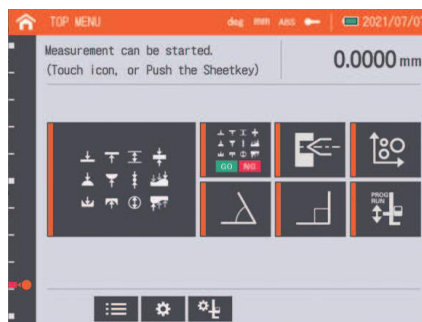 TOP MENU
deg mm ABS
2021/07/0
Measurement can be started.
(Touch icon, or Push the Sheetkey)
0.0000 mm
GO NG
PROG
RUN